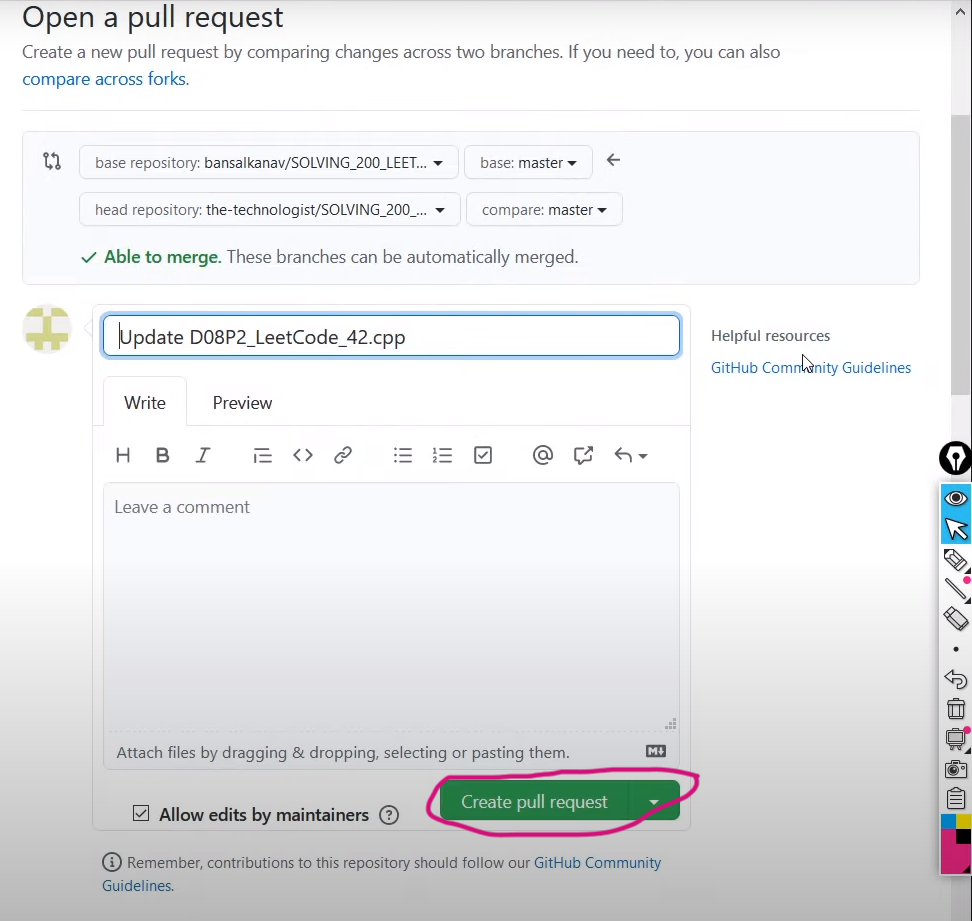 Open a pull request
Create a new pull request by comparing changes across two branches. If you need to, you can also
compare across forks.
base repository: bansalkanav/SOLVING_200_LEET... base: master
head repository: the-technologist/SOLVING_200_... compare: master
Able to merge. These branches can be automatically merged.
Update D08P2_LeetCode_42.cpp
Helpful resources
GitHub Community Guidelines
Write Preview
H B I @
Leave a comment
Attach files by dragging & dropping, selecting or pasting them.
M
Allow edits by maintainers ?
Create pull request
Remember, contributions to this repository should follow our GitHub Community
Guidelines.